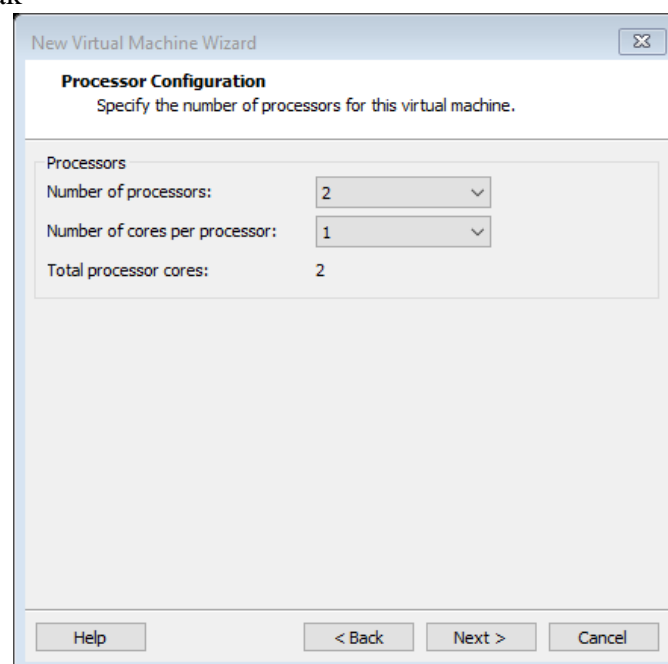 New Virtual Machine Wizard
Processor Configuration
Specify the number of processors for this virtual machine.
Processors
Number of processors: 2
Number of cores per processor: 1
Total processor cores: 2
Help < Back Next > Cancel